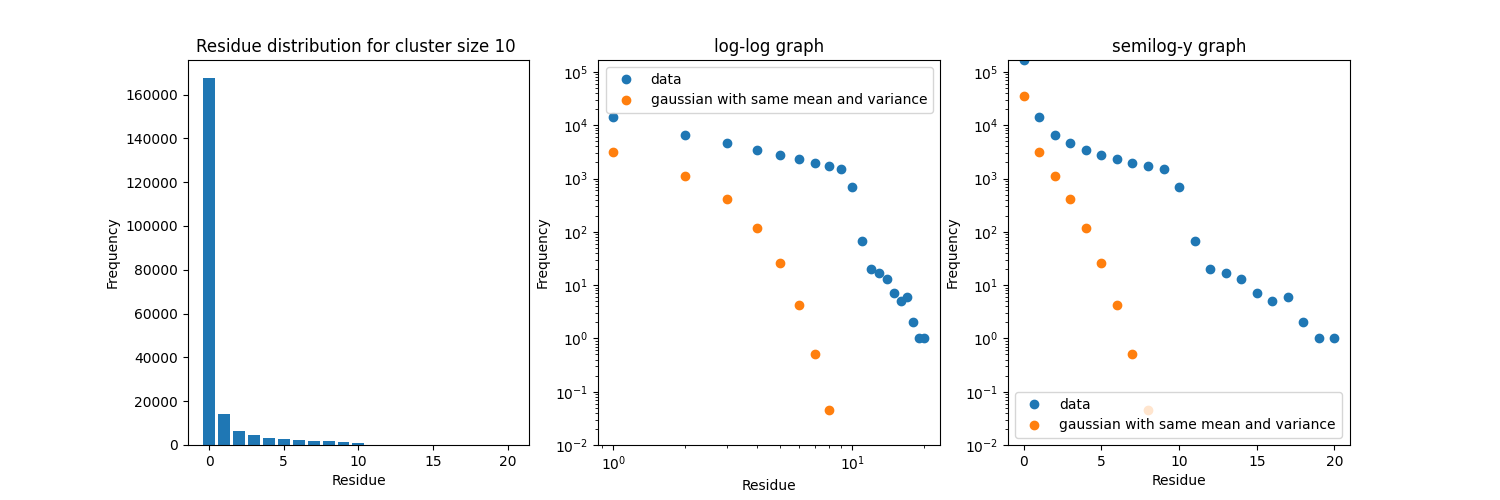 Residue distribution for cluster size 10
Frequency
160000
140000
120000
100000
80000
60000
40000
20000
0
0 5 10 15 20
Residue
log-log graph
data
gaussian with same mean and variance
Frequency
10^5
10^4
10^3
10^2
10^1
10^0
10^-1
10^-2
10^0 10^1
Residue
semilog-y graph
Frequency
10^5
10^4
10^3
10^2
10^1
10^0
10^-1
10^-2
data
gaussian with same mean and variance
0 5 10 15 20
Residue